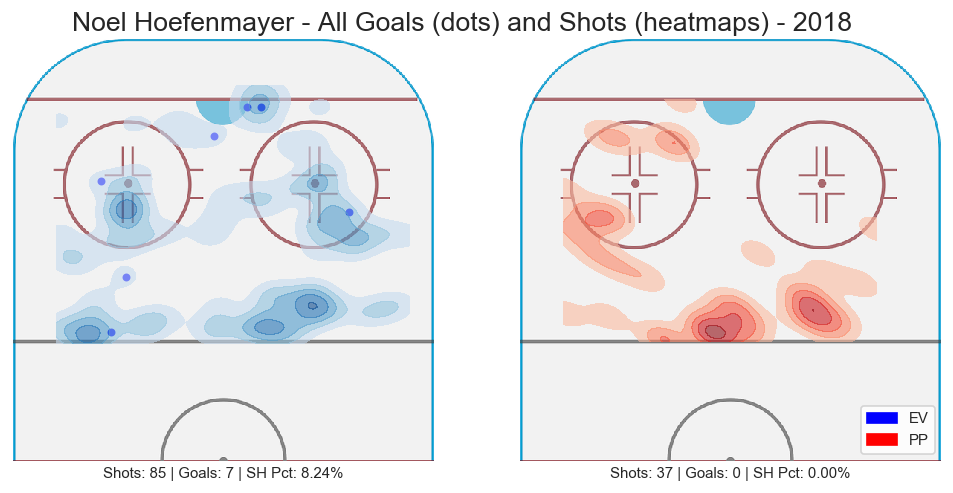 Noel Hoefenmayer - All Goals (dots) and Shots (heatmaps) - 2018
EV
PP
Shots: 85 | Goals: 7 | SH Pct: 8.24%
Shots: 37 | Goals: 0 | SH Pct: 0.00%